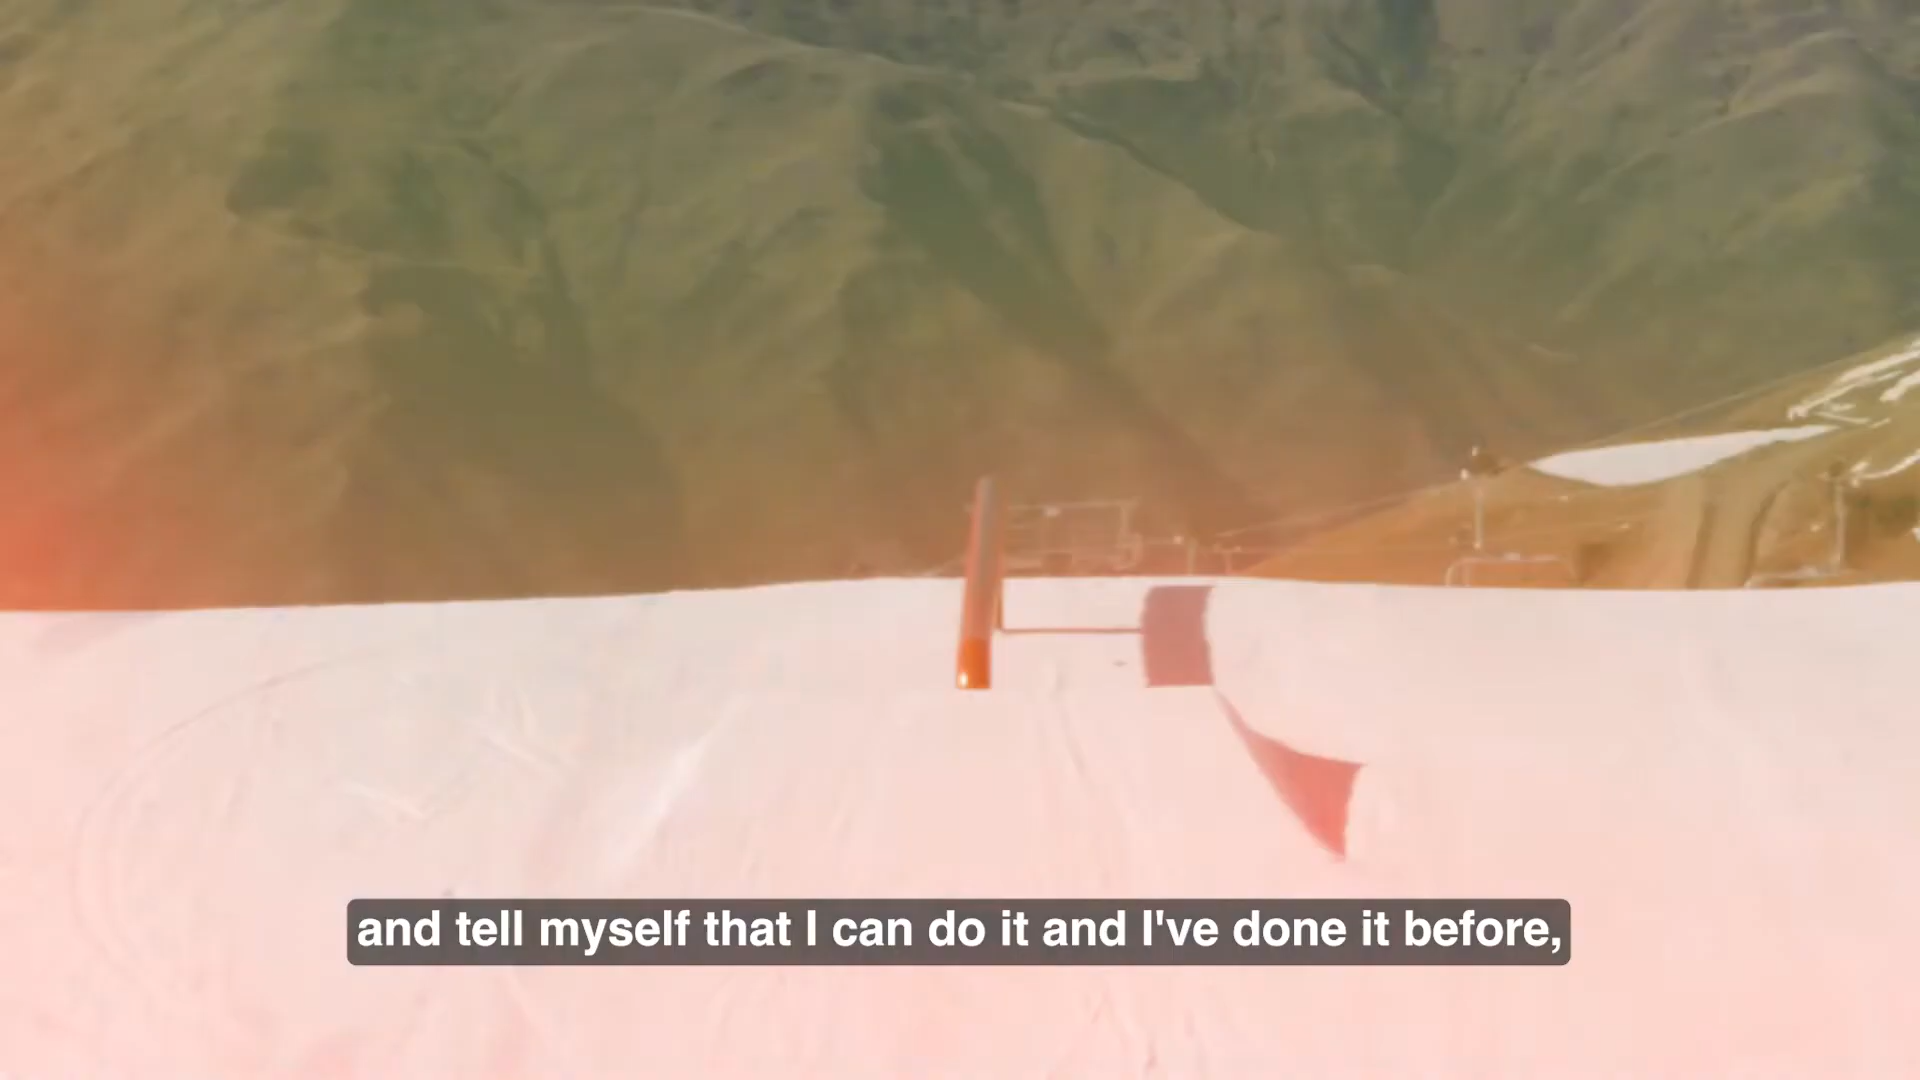 and tell myself that I can do it and I've done it before,